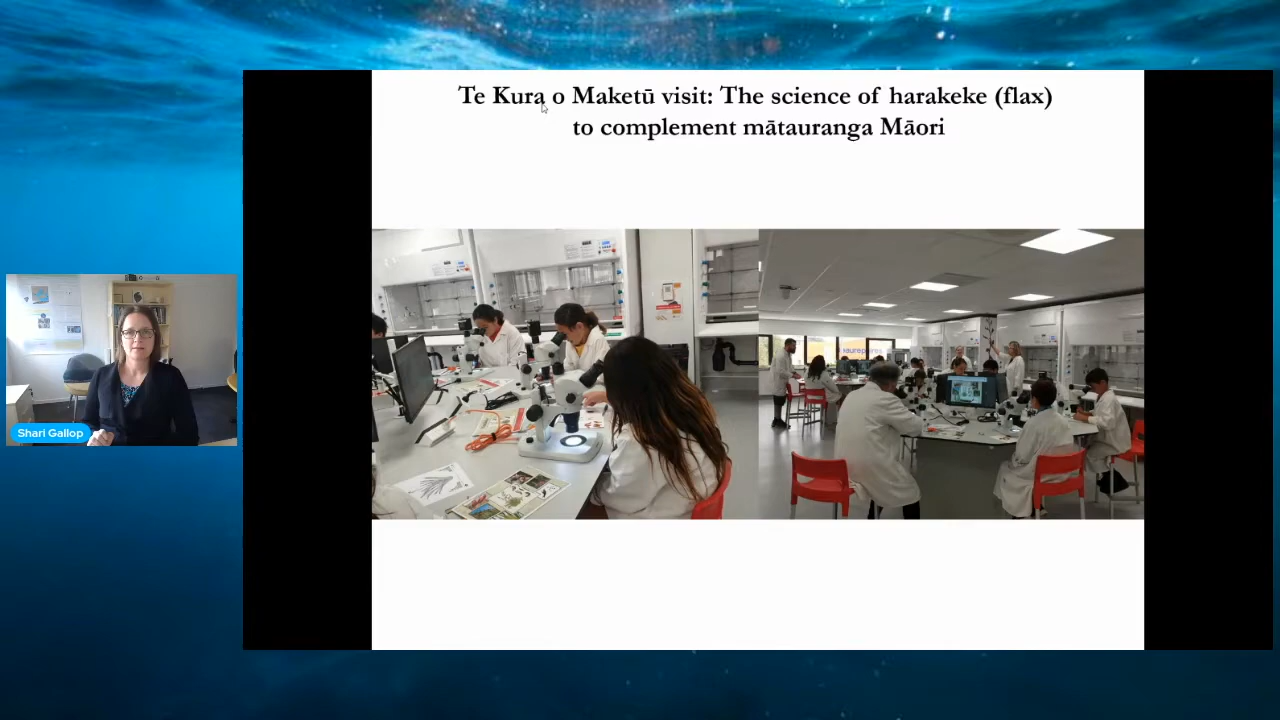 Te Kura o Maketū visit: The science of harakeke (flax)
to complement mātauranga Māori
Shari Gallop